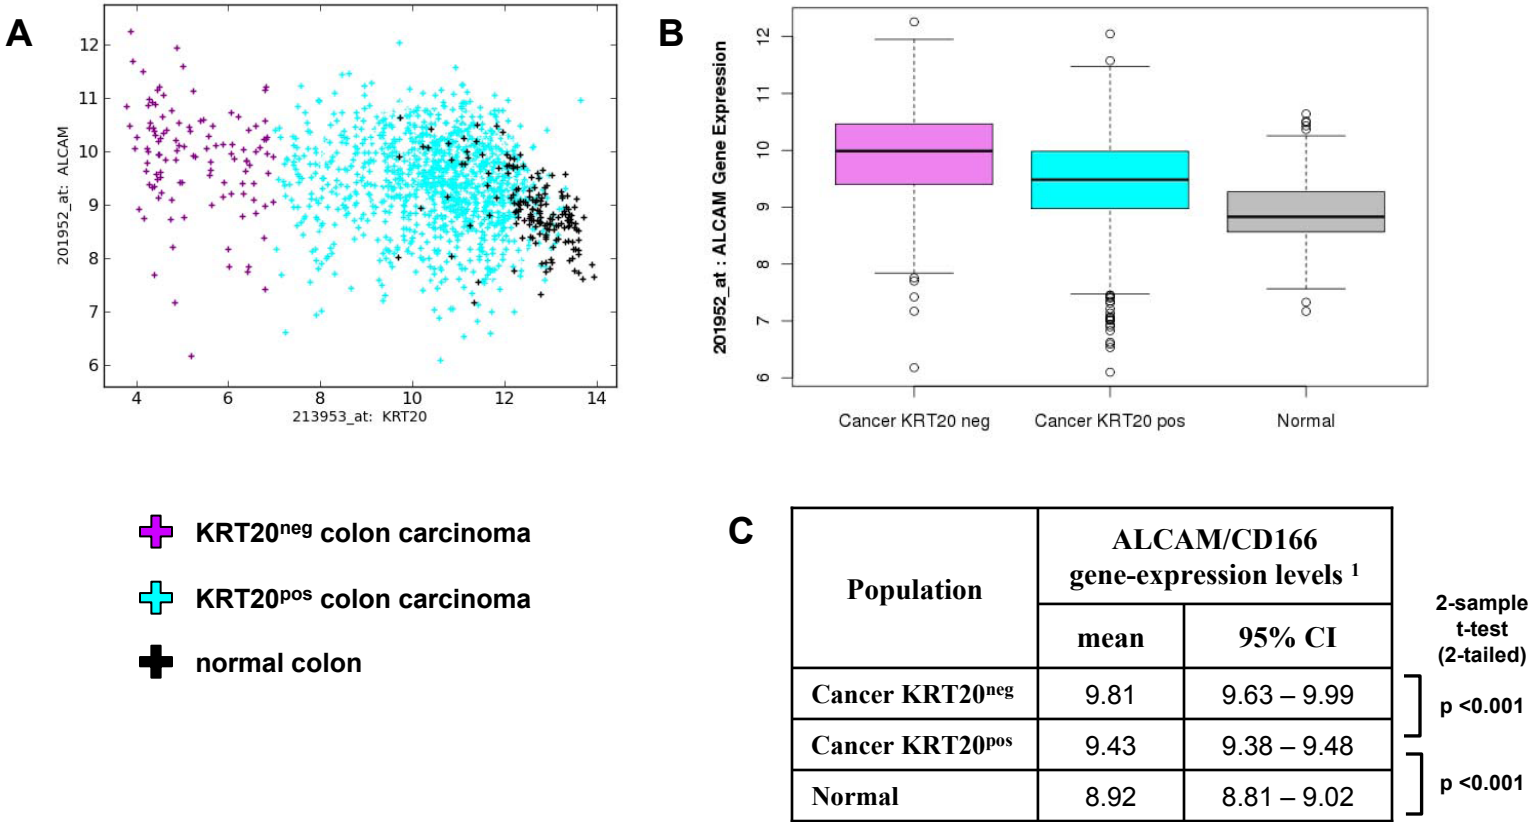 A
12
11
10
9
8
7
6
201952_at: ALCAM
4 6 8 10 12 14
213953_at: KRT20
B
12
11
10
9
8
7
6
201952_at : ALCAM Gene Expression
Cancer KRT20 neg Cancer KRT20 pos Normal
KRT20neg colon carcinoma
KRT20pos colon carcinoma
normal colon
C
Population
ALCAM/CD166
gene-expression levels 1
mean 95% CI
2-sample
t-test
(2-tailed)
Cancer KRT20neg 9.81 9.63 – 9.99
p <0.001
Cancer KRT20pos 9.43 9.38 – 9.48
p <0.001
Normal 8.92 8.81 – 9.02